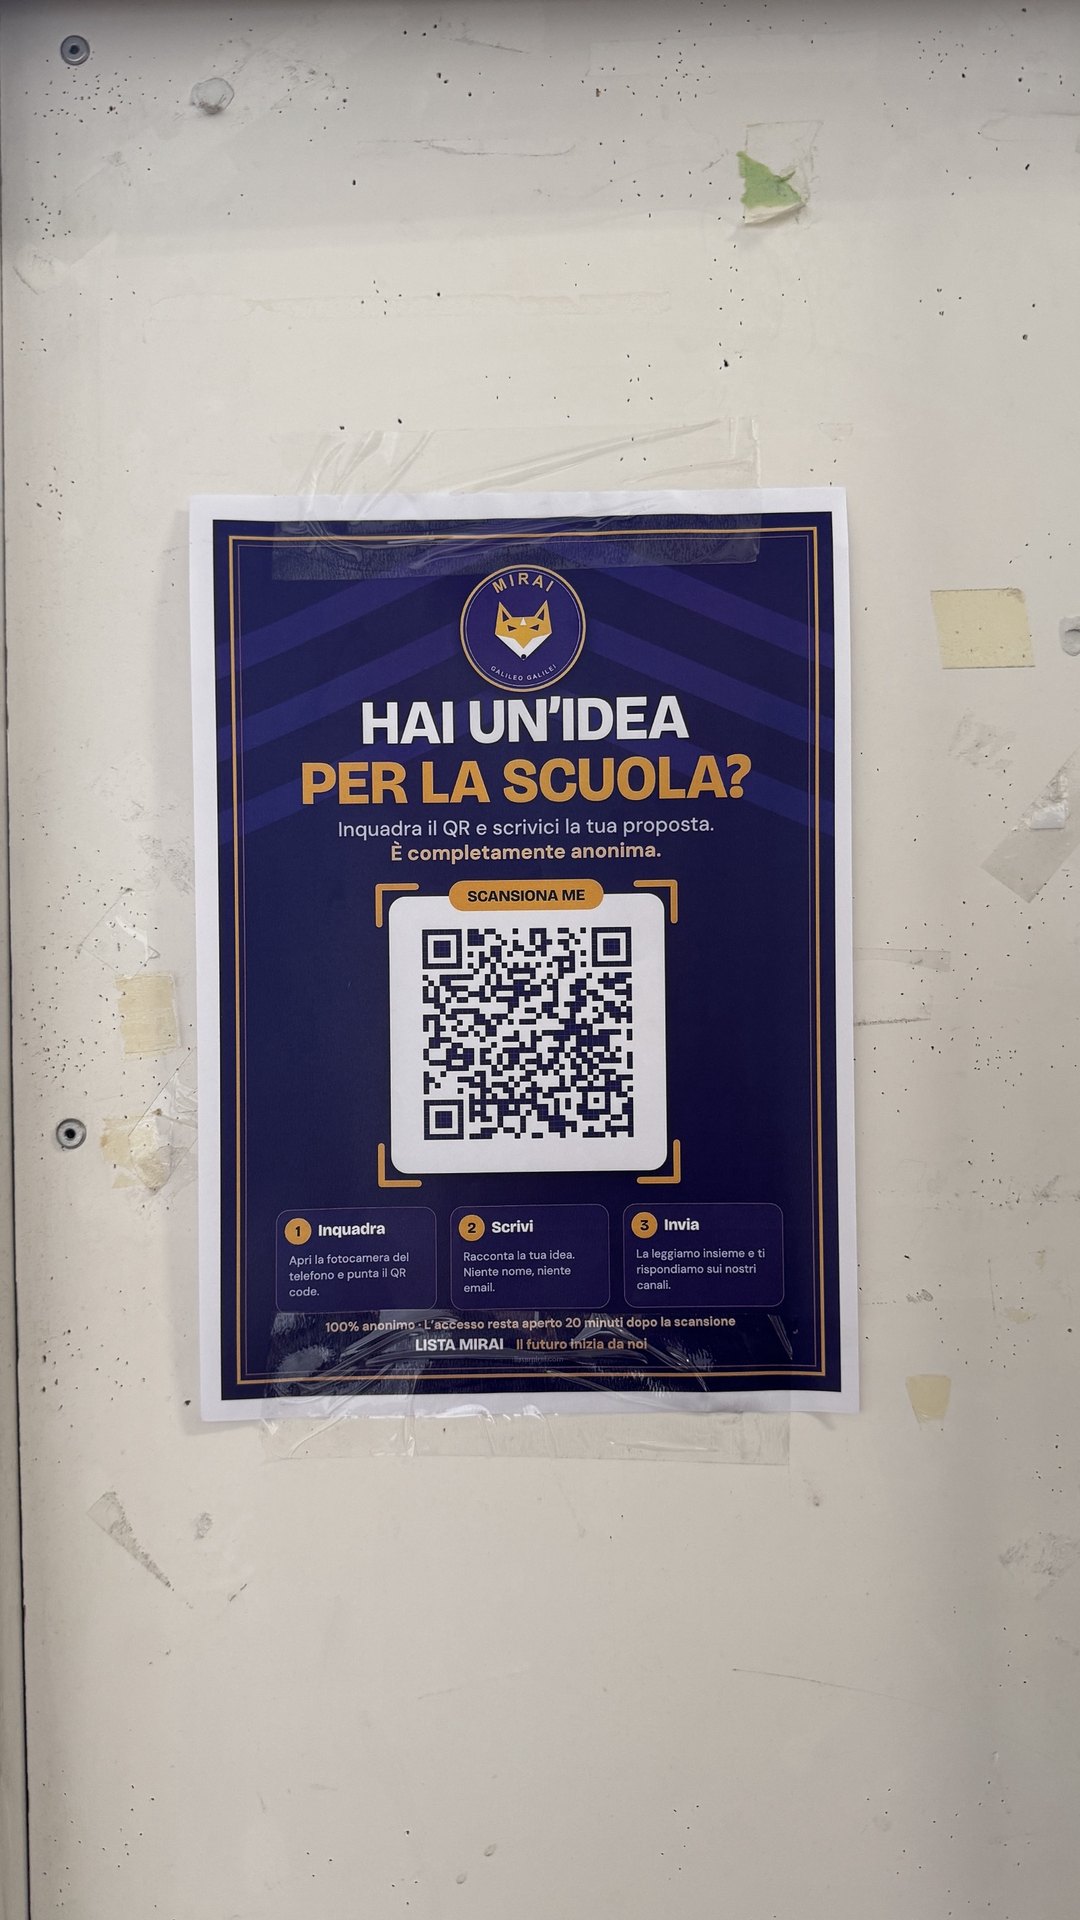 MIRAI
GALILEO GALILEI
HAI UN'IDEA
PER LA SCUOLA?
Inquadra il QR e scrivici la tua proposta.
È completamente anonima.
SCANSIONA ME
1 Inquadra
Apri la fotocamera del
telefono e punta il QR
code.
2 Scrivi
Racconta la tua idea.
Niente nome, niente
email.
3 Invia
La leggiamo insieme e ti
rispondiamo sui nostri
canali.
100% anonimo · L'accesso resta aperto 20 minuti dopo la scansione
LISTA MIRAI Il futuro inizia da noi